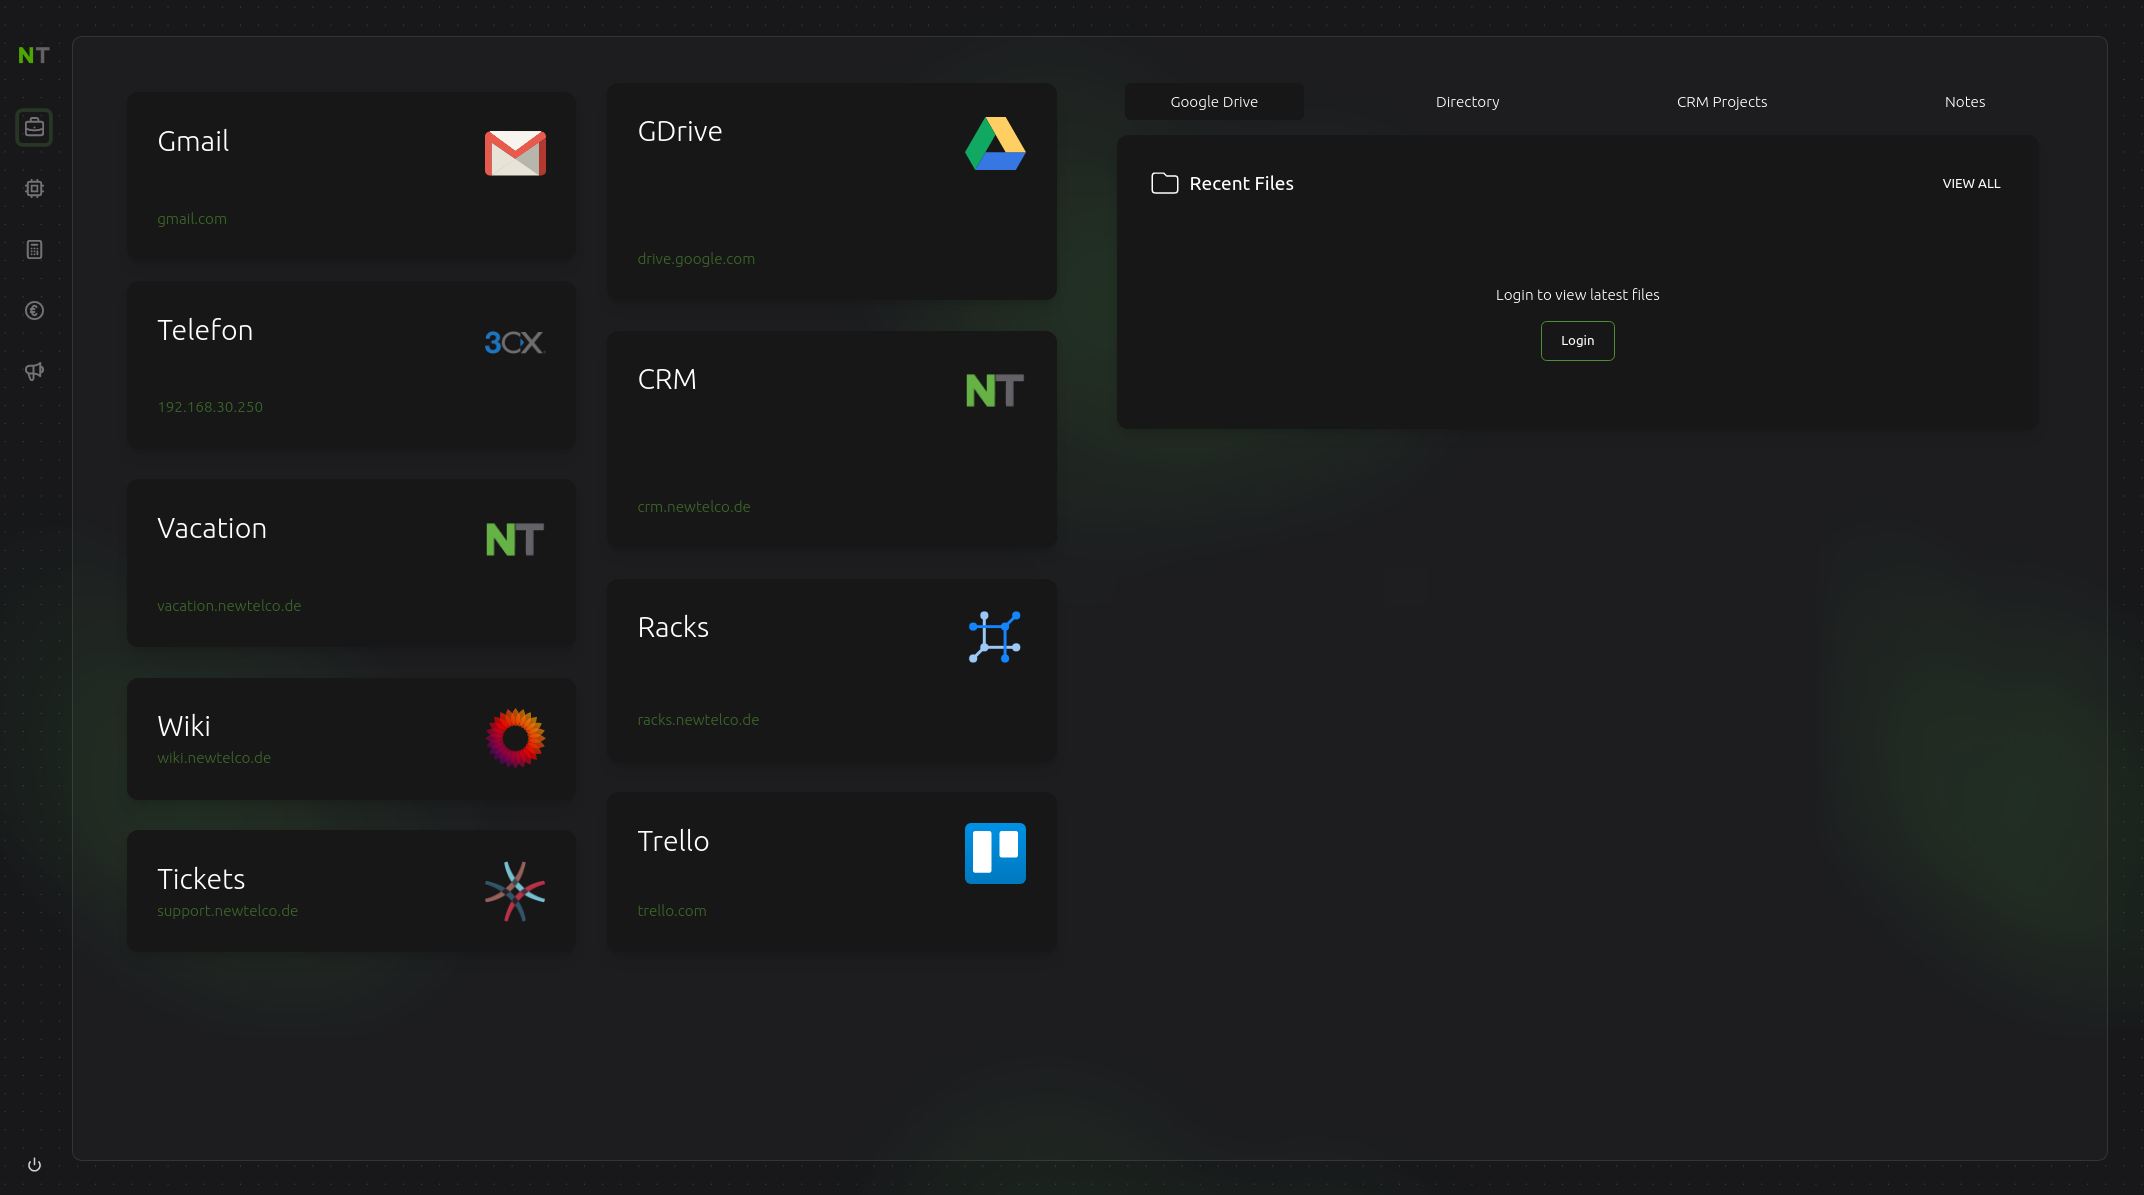 NT
Gmail
gmail.com
Telefon
3CX
192.168.30.250
Vacation
NT
vacation.newtelco.de
Wiki
wiki.newtelco.de
Tickets
support.newtelco.de
GDrive
drive.google.com
CRM
NT
crm.newtelco.de
Racks
racks.newtelco.de
Trello
trello.com
Google Drive Directory CRM Projects Notes
Recent Files VIEW ALL
Login to view latest files
Login